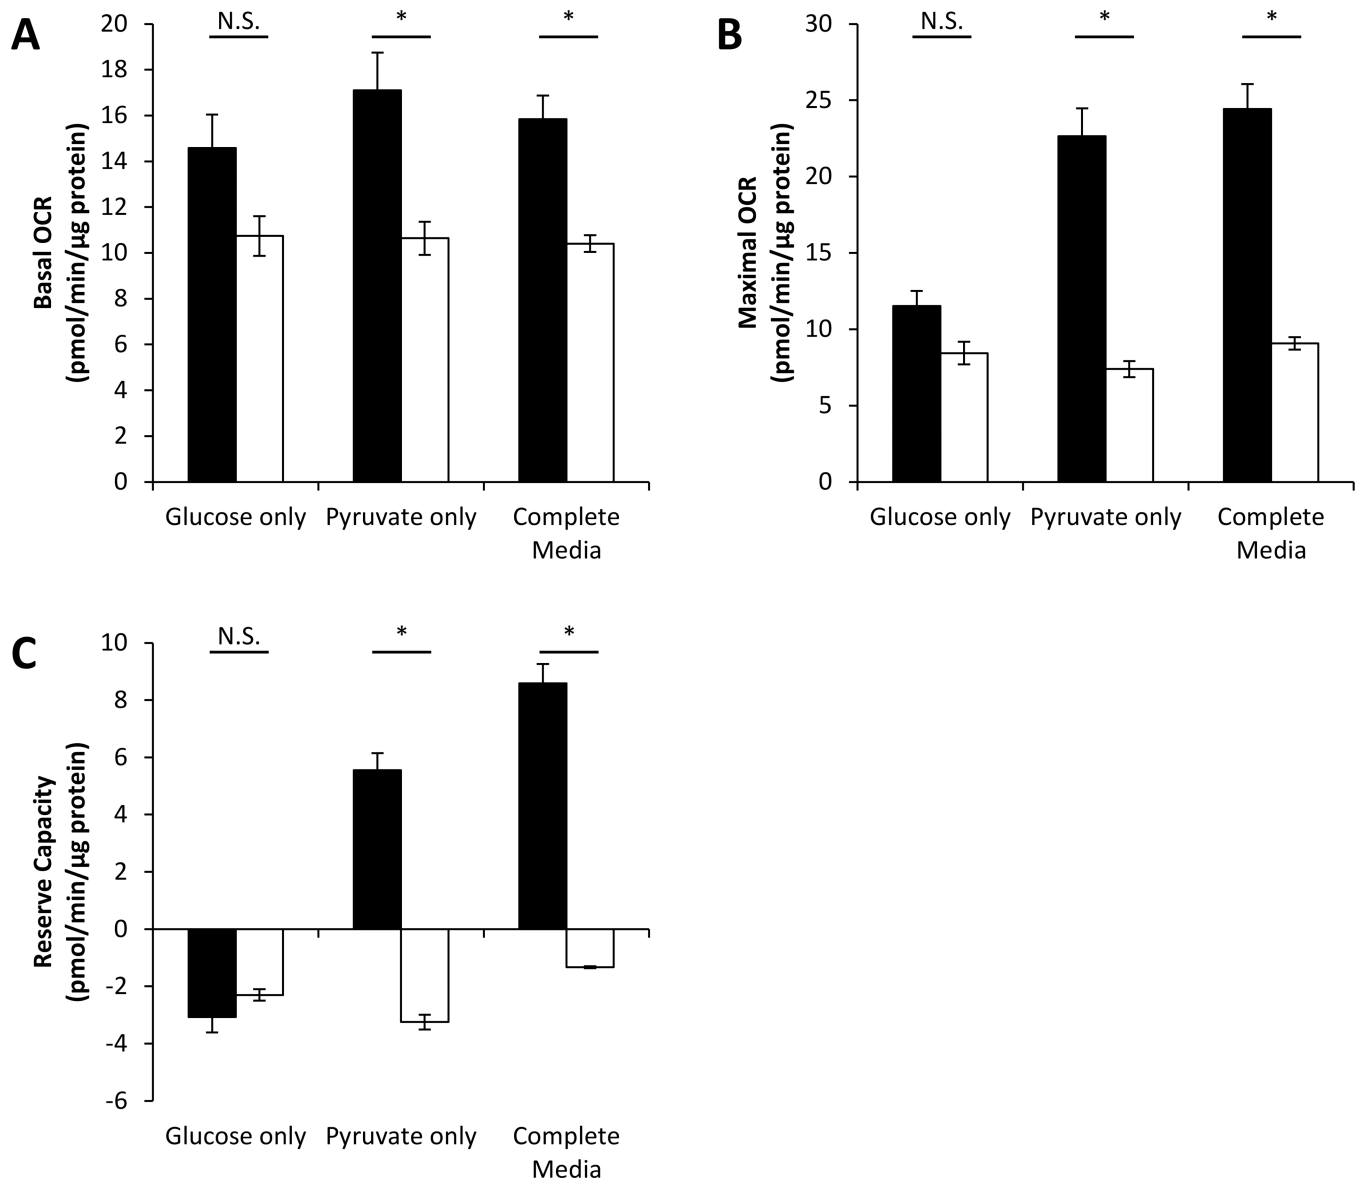 A
Basal OCR
(pmol/min/µg protein)
20
18
16
14
12
10
8
6
4
2
0
N.S.
*
*
Glucose only
Pyruvate only
Complete
Media
B
Maximal OCR
(pmol/min/µg protein)
30
25
20
15
10
5
0
N.S.
*
*
Glucose only
Pyruvate only
Complete
Media
C
Reserve Capacity
(pmol/min/µg protein)
10
8
6
4
2
0
-2
-4
-6
N.S.
*
*
Glucose only
Pyruvate only
Complete
Media